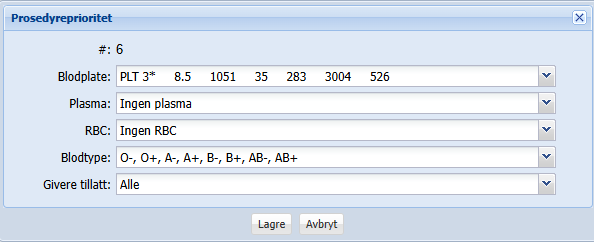 Prosedyreprioritet
#: 6
Blodplate: PLT 3* 8.5 1051 35 283 3004 526
Plasma: Ingen plasma
RBC: Ingen RBC
Blodtype: O-, O+, A-, A+, B-, B+, AB-, AB+
Givere tillatt: Alle
Lagre Avbryt